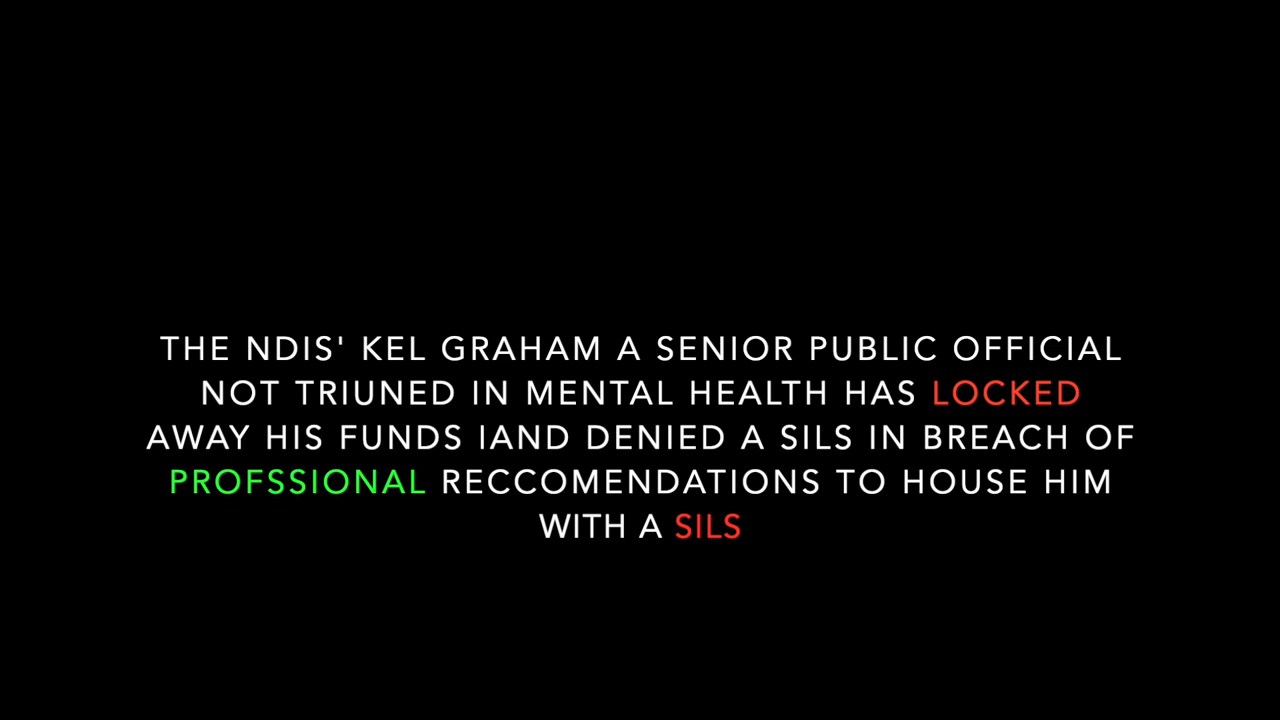 THE NDIS' KEL GRAHAM A SENIOR PUBLIC OFFICIAL
NOT TRIUNED IN MENTAL HEALTH HAS LOCKED
AWAY HIS FUNDS IAND DENIED A SILS IN BREACH OF
PROFSSIONAL RECCOMENDATIONS TO HOUSE HIM
WITH A SILS